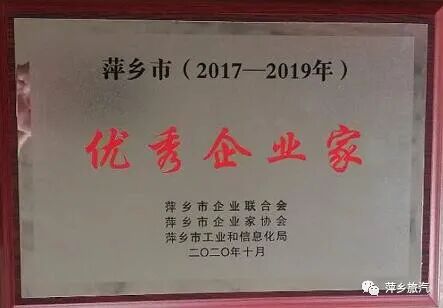 萍乡市（2017—2019年）
优秀企业家
萍乡市企业联合会
萍乡市企业家协会
萍乡市工业和信息化局
二〇二〇年十月
萍乡旅汽